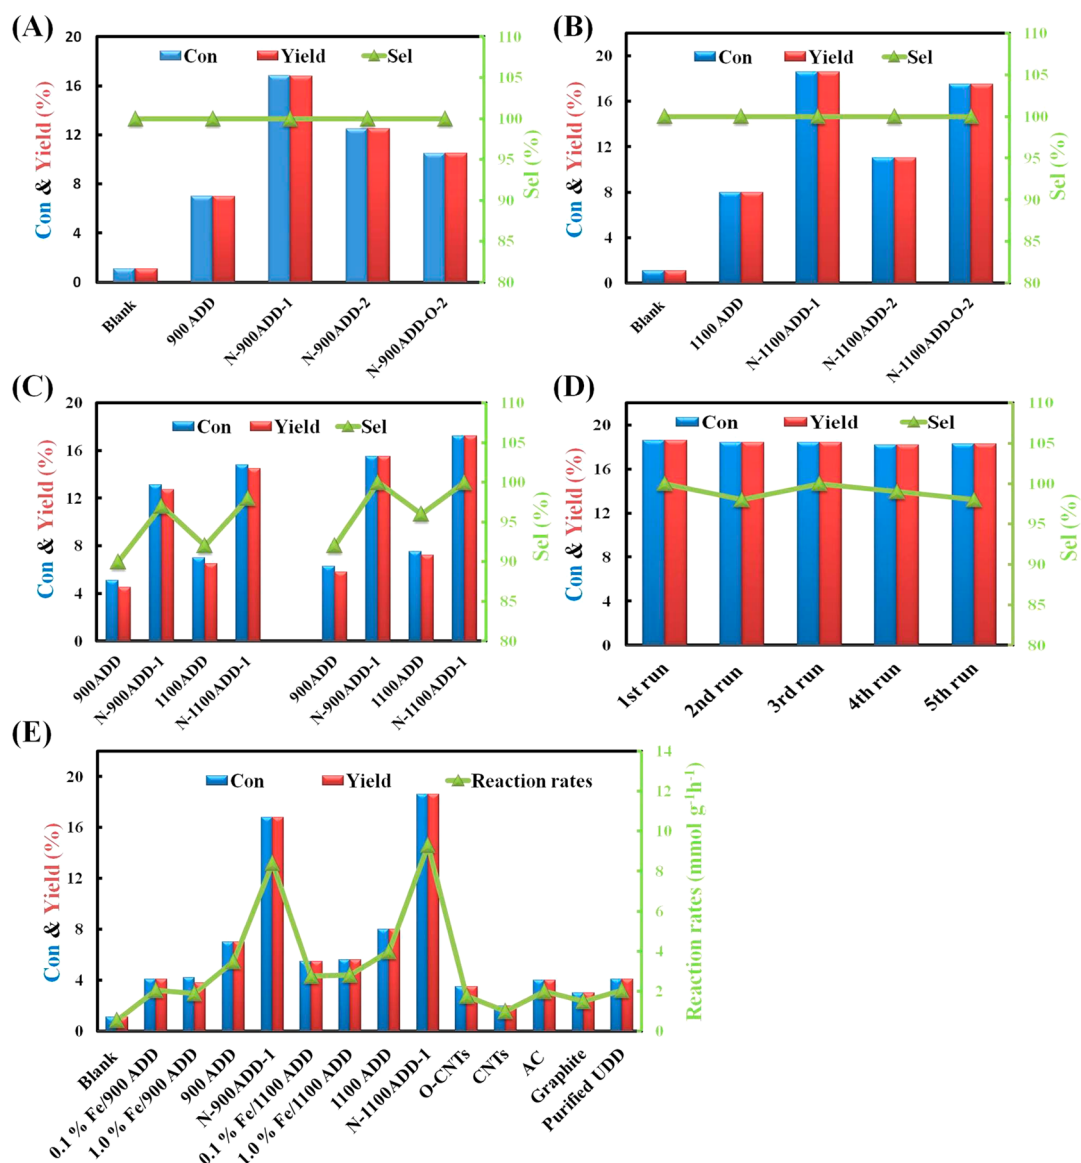 (A)
20
16
12
8
4
0
Con & Yield (%)
Con Yield Sel
110
105
100
95
90
85
80
Sel (%)
Blank
900 ADD
N-900ADD-1
N-900ADD-2
N-900ADD-O-2
(B)
20
16
12
8
4
0
Con & Yield (%)
Con Yield Sel
110
105
100
95
90
85
80
Sel (%)
Blank
1100 ADD
N-1100ADD-1
N-1100ADD-2
N-1100ADD-O-2
(C)
20
16
12
8
4
0
Con & Yield (%)
Con Yield Sel
110
105
100
95
90
85
80
Sel (%)
900ADD
N-900ADD-1
1100ADD
N-1100ADD-1
900ADD
N-900ADD-1
1100ADD
N-1100ADD-1
(D)
20
16
12
8
4
0
Con & Yield (%)
Con Yield Sel
110
105
100
95
90
85
80
Sel (%)
1st run
2nd run
3rd run
4th run
5th run
(E)
20
16
12
8
4
0
Con & Yield (%)
Con Yield Reaction rates
14
12
10
8
6
4
2
0
Reaction rates (mmol g⁻¹h⁻¹)
Blank
0.1 % Fe/900 ADD
1.0 % Fe/900 ADD
900 ADD
N-900ADD-1
0.1 % Fe/1100 ADD
1.0 % Fe/1100 ADD
1100 ADD
N-1100ADD-1
O-CNTs
CNTs
AC
Graphite
Purified UDD